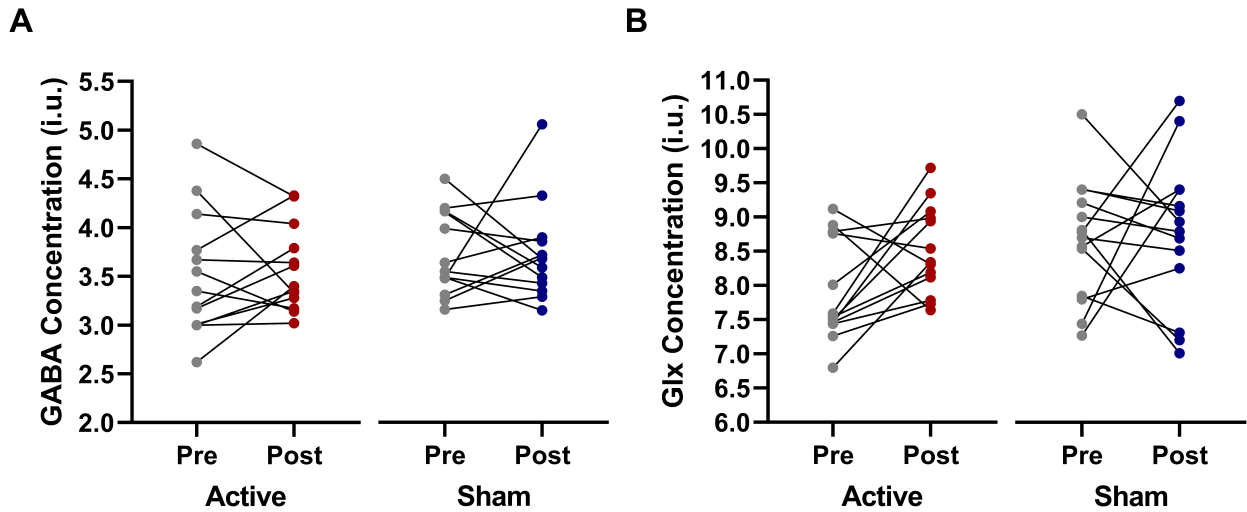 A
B
GABA Concentration (i.u.)
5.5
5.0
4.5
4.0
3.5
3.0
2.5
2.0
Pre Post Pre Post
Active Sham
Glx Concentration (i.u.)
11.0
10.5
10.0
9.5
9.0
8.5
8.0
7.5
7.0
6.5
6.0
Pre Post Pre Post
Active Sham